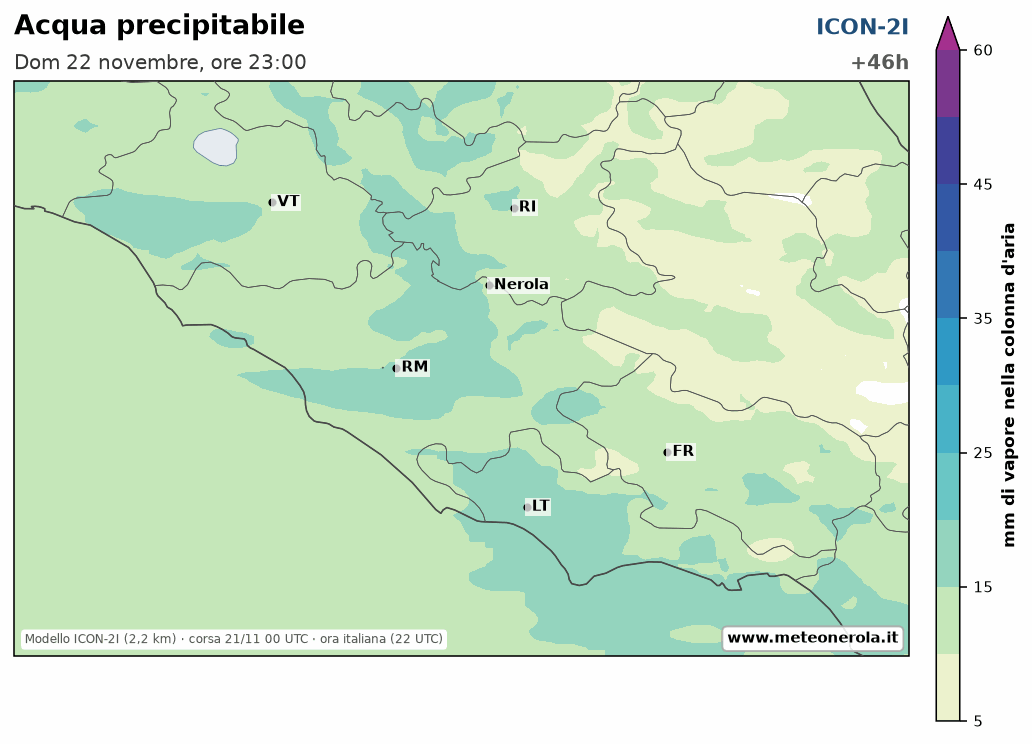 Acqua precipitabile
ICON-2I
Dom 22 novembre, ore 23:00
+46h
60
45
35
25
15
5
mm di vapore nella colonna d'aria
VT
RI
Nerola
RM
FR
LT
Modello ICON-2I (2,2 km) · corsa 21/11 00 UTC · ora italiana (22 UTC)
www.meteonerola.it